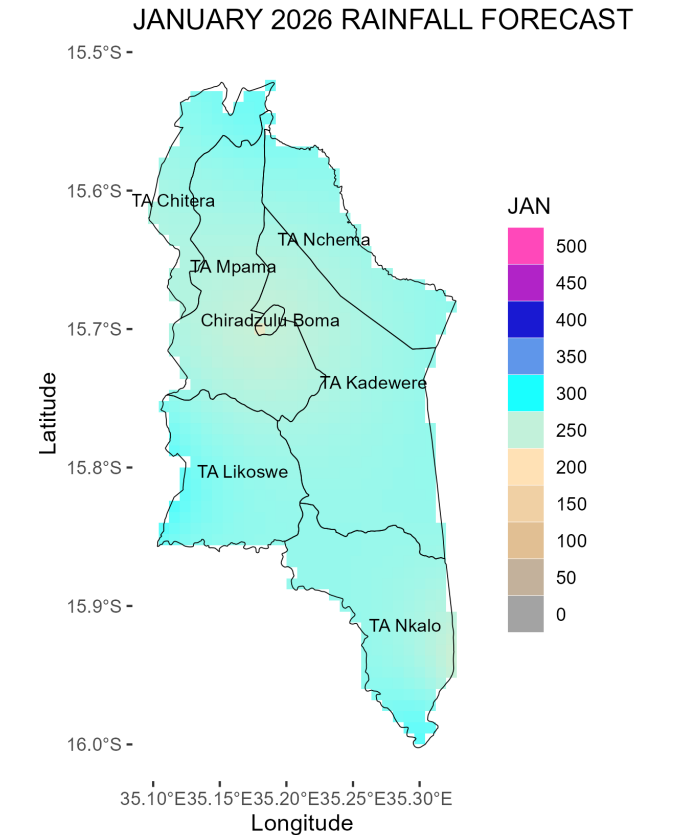 JANUARY 2026 RAINFALL FORECAST
15.5°S
15.6°S
15.7°S
15.8°S
15.9°S
16.0°S
Latitude
TA Chitera
TA Nchema
TA Mpama
Chiradzulu Boma
TA Kadewere
TA Likoswe
TA Nkalo
35.10°E35.15°E35.20°E35.25°E35.30°E
Longitude
JAN
500
450
400
350
300
250
200
150
100
50
0